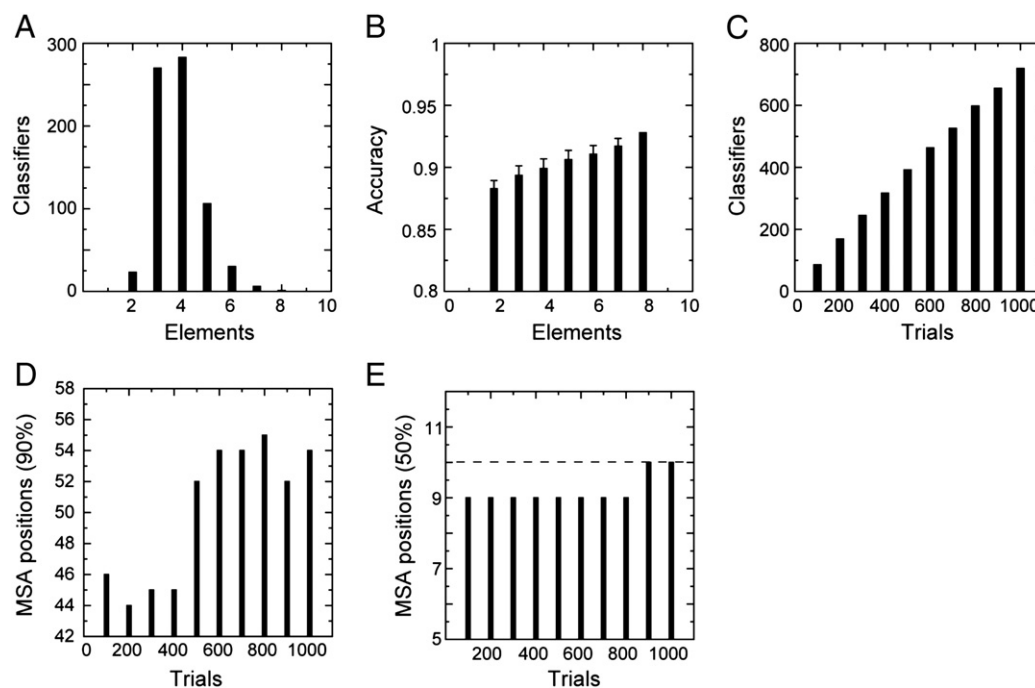 A
300
200
100
0
Classifiers
2 4 6 8 10
Elements
B
1
0.95
0.9
0.85
0.8
Accuracy
0 2 4 6 8 10
Elements
C
800
600
400
200
0
Classifiers
0 200 400 600 800 1000
Trials
D
58
56
54
52
50
48
46
44
42
MSA positions (90%)
0 200 400 600 800 1000
Trials
E
11
9
7
5
MSA positions (50%)
200 400 600 800 1000
Trials